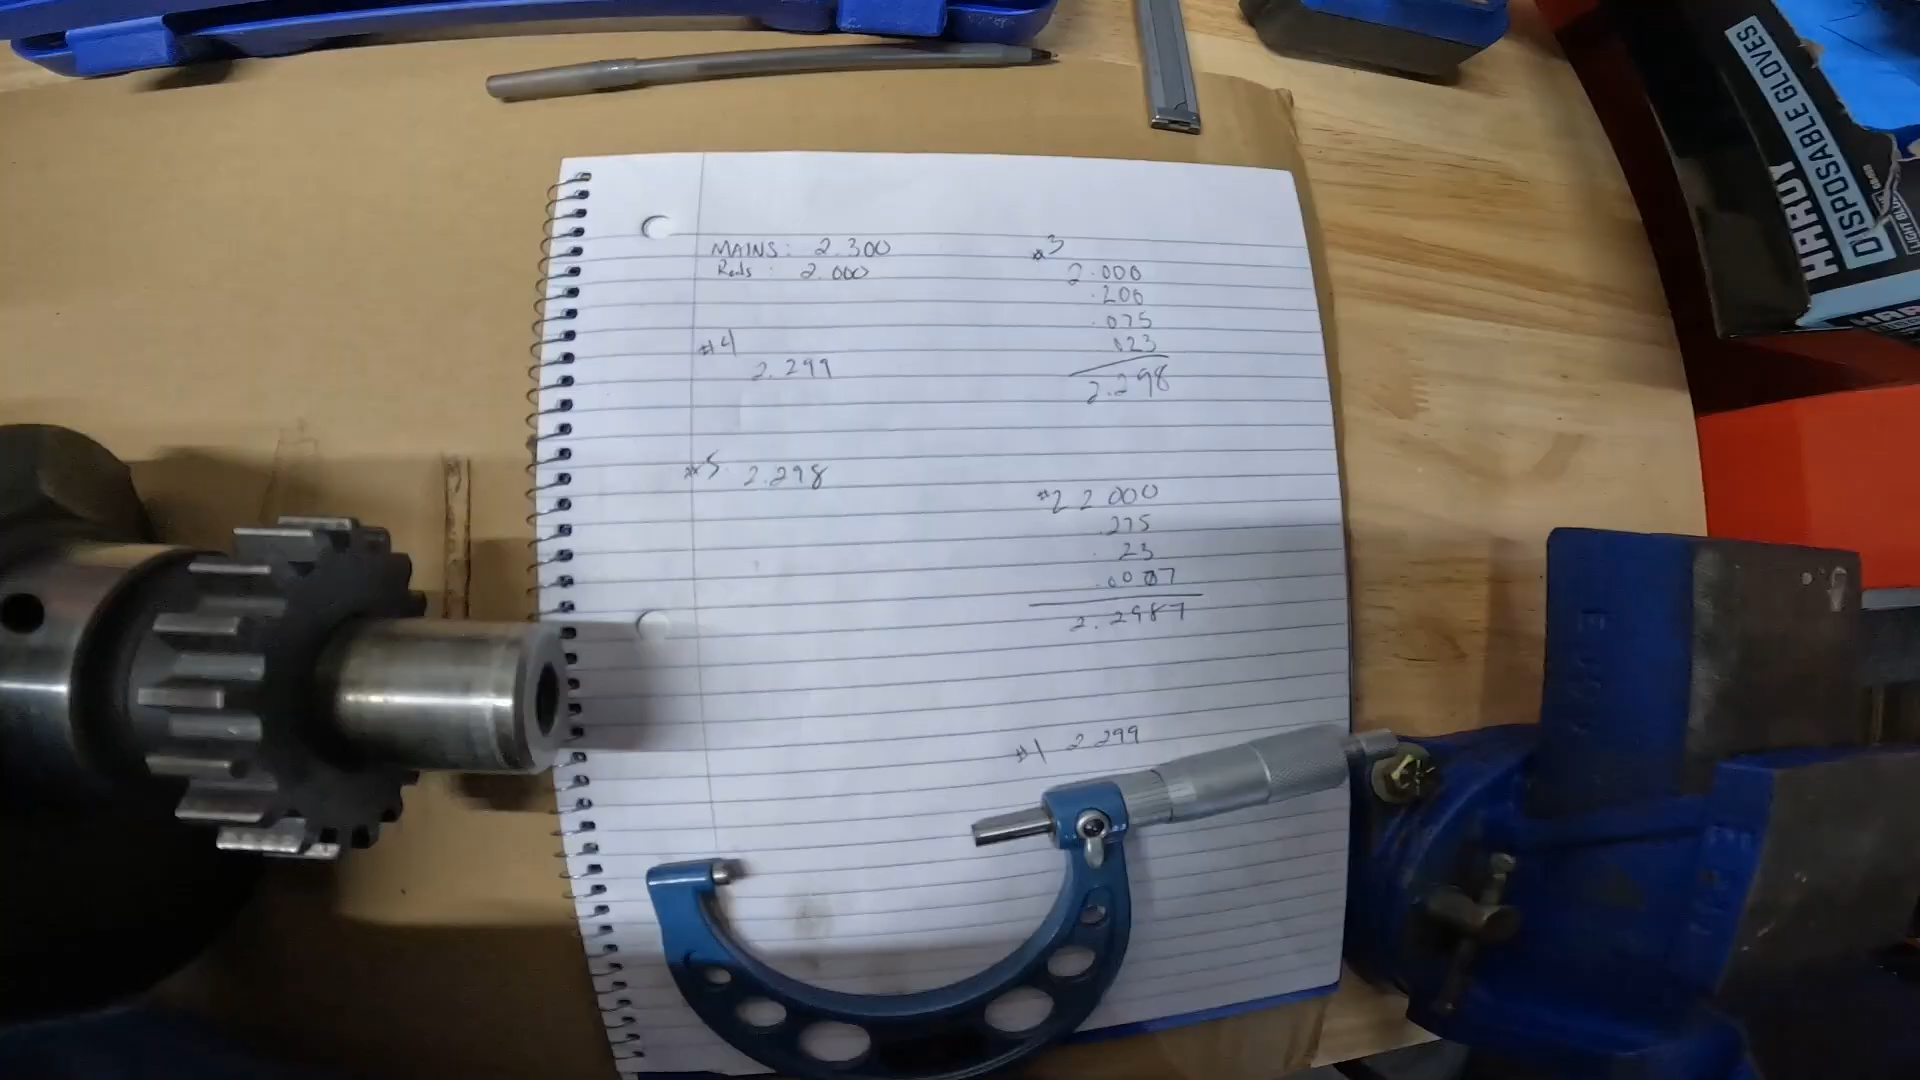 MAINS: 2.300
Rods: 2.000
#4
2.299
#5 2.298
#3
2.000
.200
.075
.023
2.298
#2 2 000
.275
. 23
.0007
2.2987
#1 2.299
HARDY
DISPOSABLE GLOVES